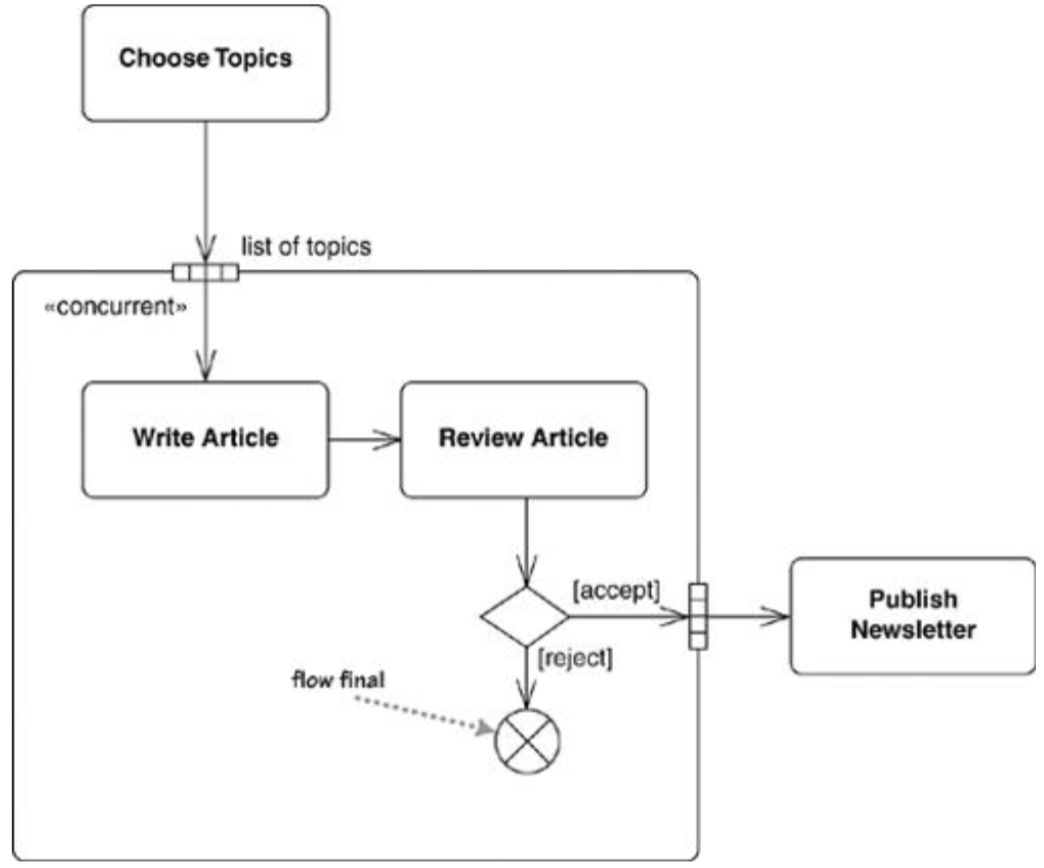 Choose Topics
list of topics
«concurrent»
Write Article
Review Article
[accept]
Publish
Newsletter
[reject]
flow final